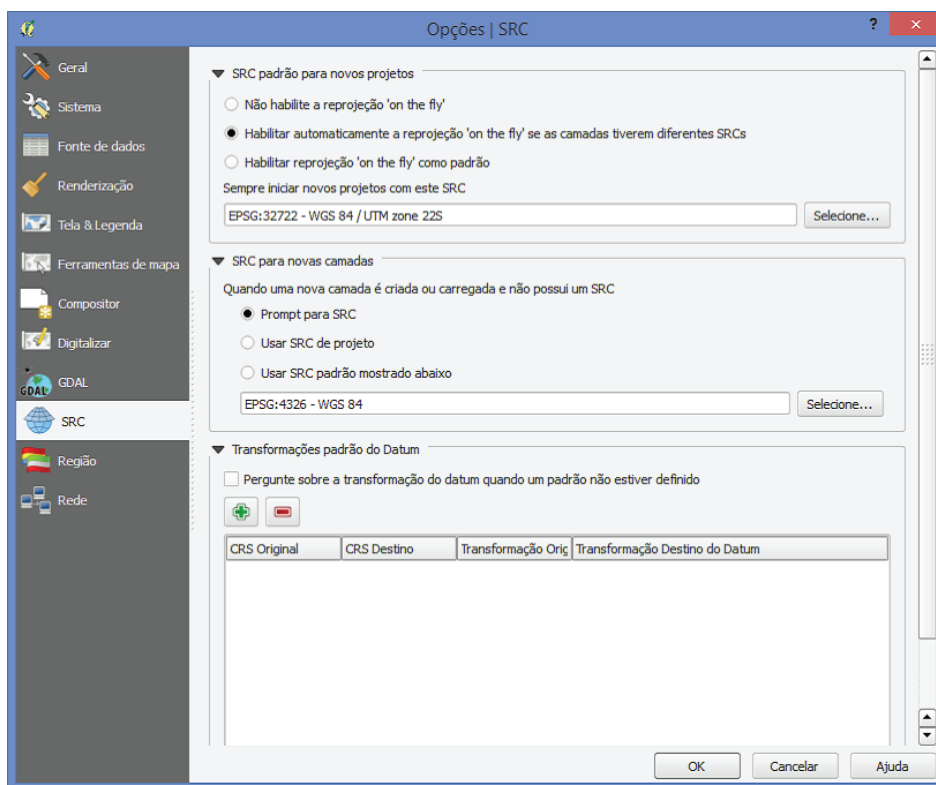 Opções | SRC
?
×
Geral
Sistema
Fonte de dados
Renderização
Tela & Legenda
Ferramentas de mapa
Compositor
Digitalizar
GDAL
GDAL
SRC
Região
Rede
SRC padrão para novos projetos
Não habilite a reprojeção 'on the fly'
Habilitar automaticamente a reprojeção 'on the fly' se as camadas tiverem diferentes SRCs
Habilitar reprojeção 'on the fly' como padrão
Sempre iniciar novos projetos com este SRC
EPSG:32722 - WGS 84 / UTM zone 22S
Selecione...
SRC para novas camadas
Quando uma nova camada é criada ou carregada e não possui um SRC
Prompt para SRC
Usar SRC de projeto
Usar SRC padrão mostrado abaixo
EPSG:4326 - WGS 84
Selecione...
Transformações padrão do Datum
Pergunte sobre a transformação do datum quando um padrão não estiver definido
CRS Original
CRS Destino
Transformação Orig
Transformação Destino do Datum
OK
Cancelar
Ajuda